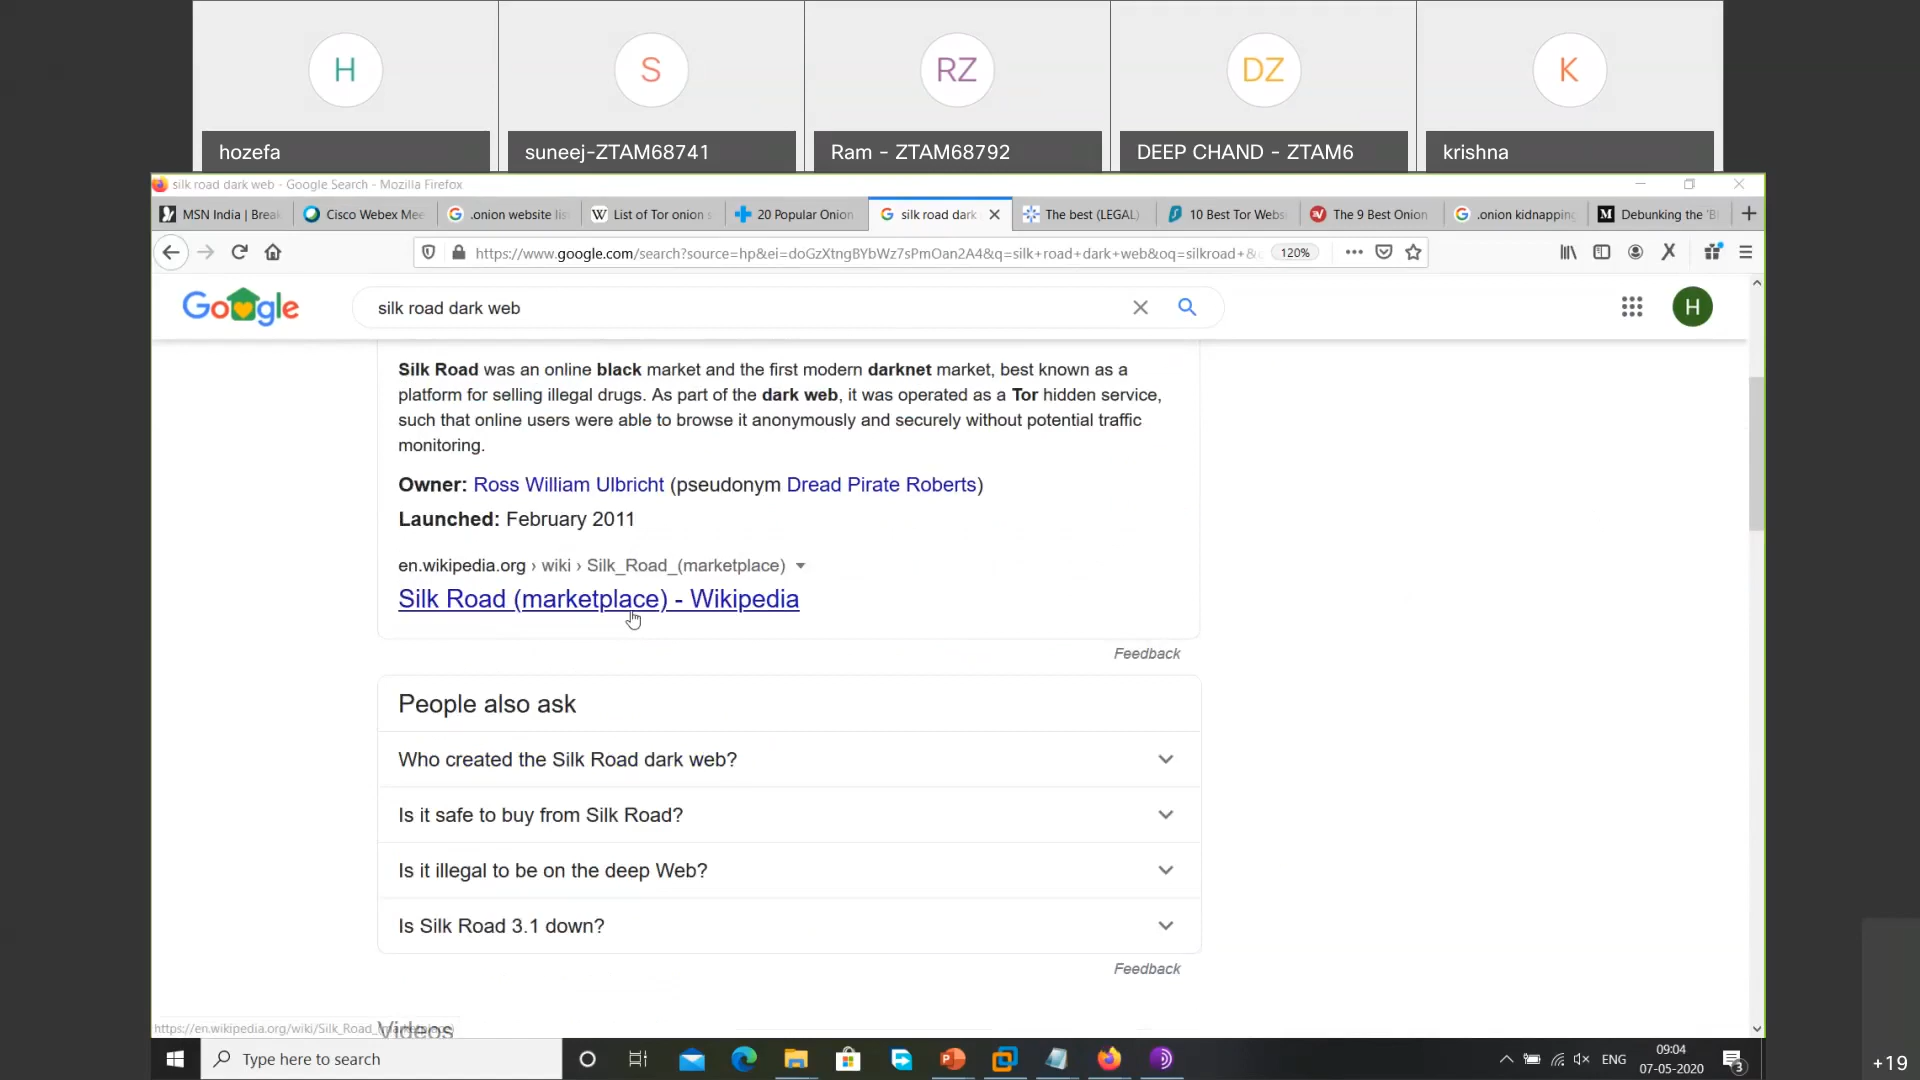 H
S
RZ
DZ
K
hozefa
suneej-ZTAM68741
Ram - ZTAM68792
DEEP CHAND - ZTAM6
krishna
silk road dark web - Google Search - Mozilla Firefox
MSN India | Break
Cisco Webex Mee
.onion website lis
List of Tor onion s
20 Popular Onion
silk road dark
The best (LEGAL)
10 Best Tor Webs
The 9 Best Onion
.onion kidnapping
Debunking the 'B
https://www.google.com/search?source=hp&ei=doGzXtngBYbWz7sPmOan2A4&q=silk+road+dark+web&oq=silkroad+&
120%
Google
silk road dark web
H
Silk Road was an online black market and the first modern darknet market, best known as a
platform for selling illegal drugs. As part of the dark web, it was operated as a Tor hidden service,
such that online users were able to browse it anonymously and securely without potential traffic
monitoring.
Owner: Ross William Ulbricht (pseudonym Dread Pirate Roberts)
Launched: February 2011
en.wikipedia.org › wiki › Silk_Road_(marketplace)
Silk Road (marketplace) - Wikipedia
Feedback
People also ask
Who created the Silk Road dark web?
Is it safe to buy from Silk Road?
Is it illegal to be on the deep Web?
Is Silk Road 3.1 down?
Feedback
Videos
https://en.wikipedia.org/wiki/Silk_Road_(marketplace)
Type here to search
ENG
09:04
07-05-2020
3
+19